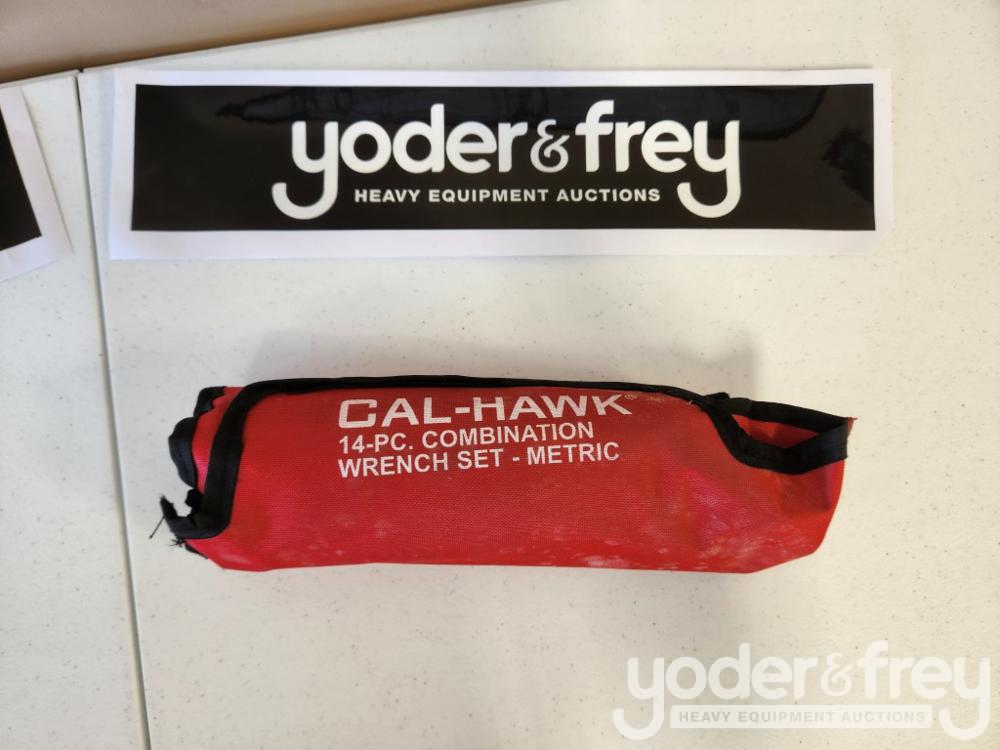 yoder&frey
HEAVY EQUIPMENT AUCTIONS
CAL-HAWK®
14-PC. COMBINATION
WRENCH SET - METRIC
yoder&frey
HEAVY EQUIPMENT AUCTIONS